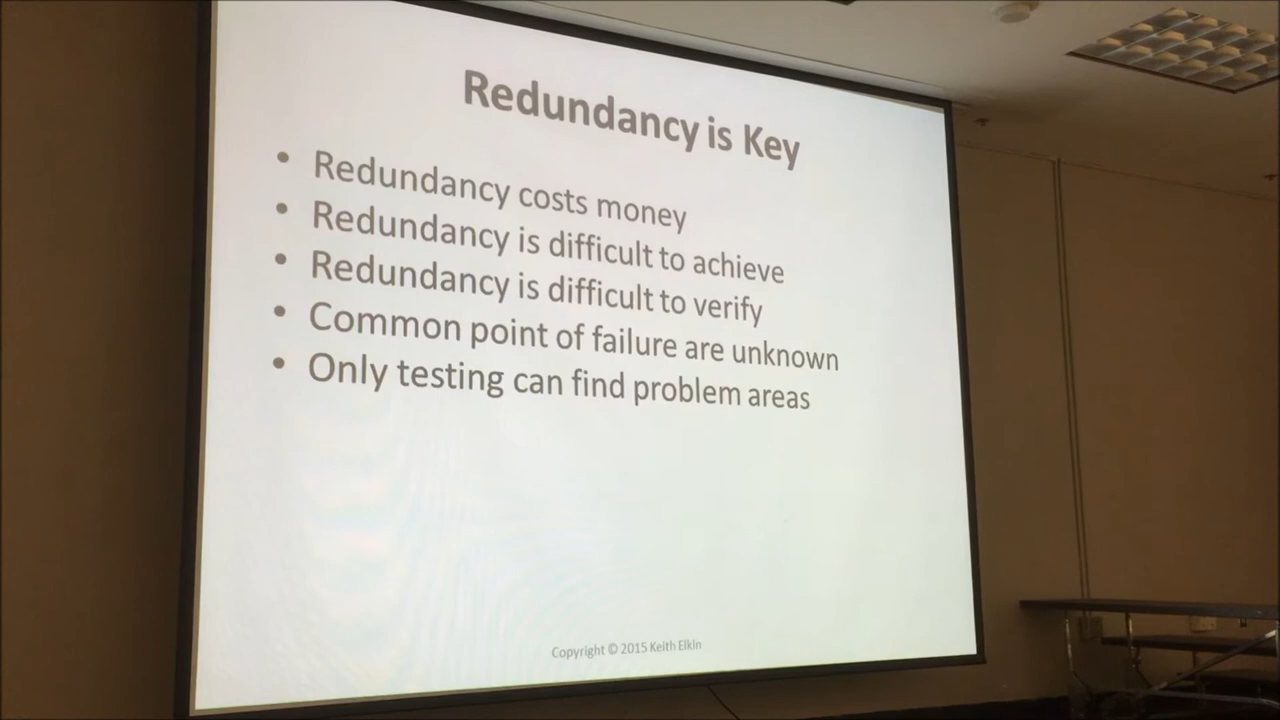 Redundancy is Key
• Redundancy costs money
• Redundancy is difficult to achieve
• Redundancy is difficult to verify
• Common point of failure are unknown
• Only testing can find problem areas
Copyright © 2015 Keith Elkin